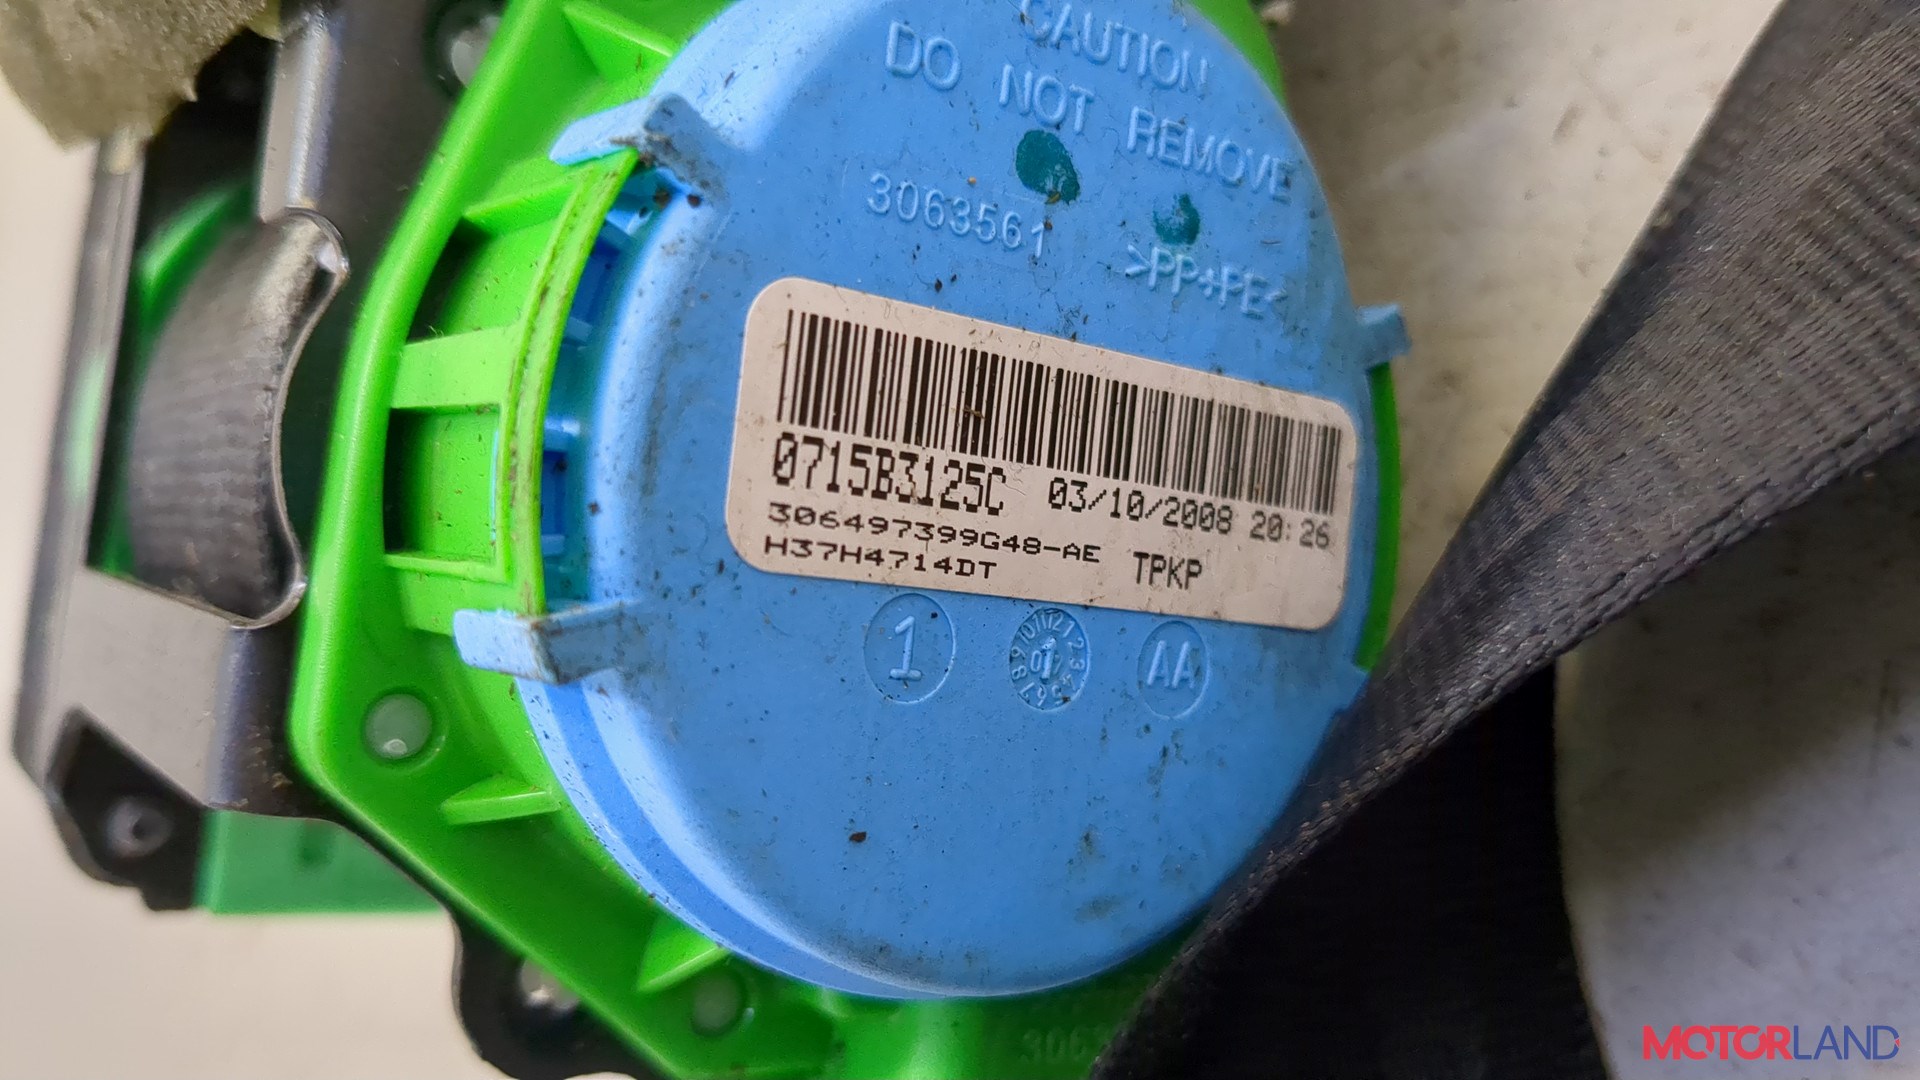 CAUTION
DO NOT REMOVE
3063561
>PP+PE<
0715B3125C 03/10/2008 20:26
306497399G48-AE TPKP
H37H4714DT
1
AA
MOTORLAND